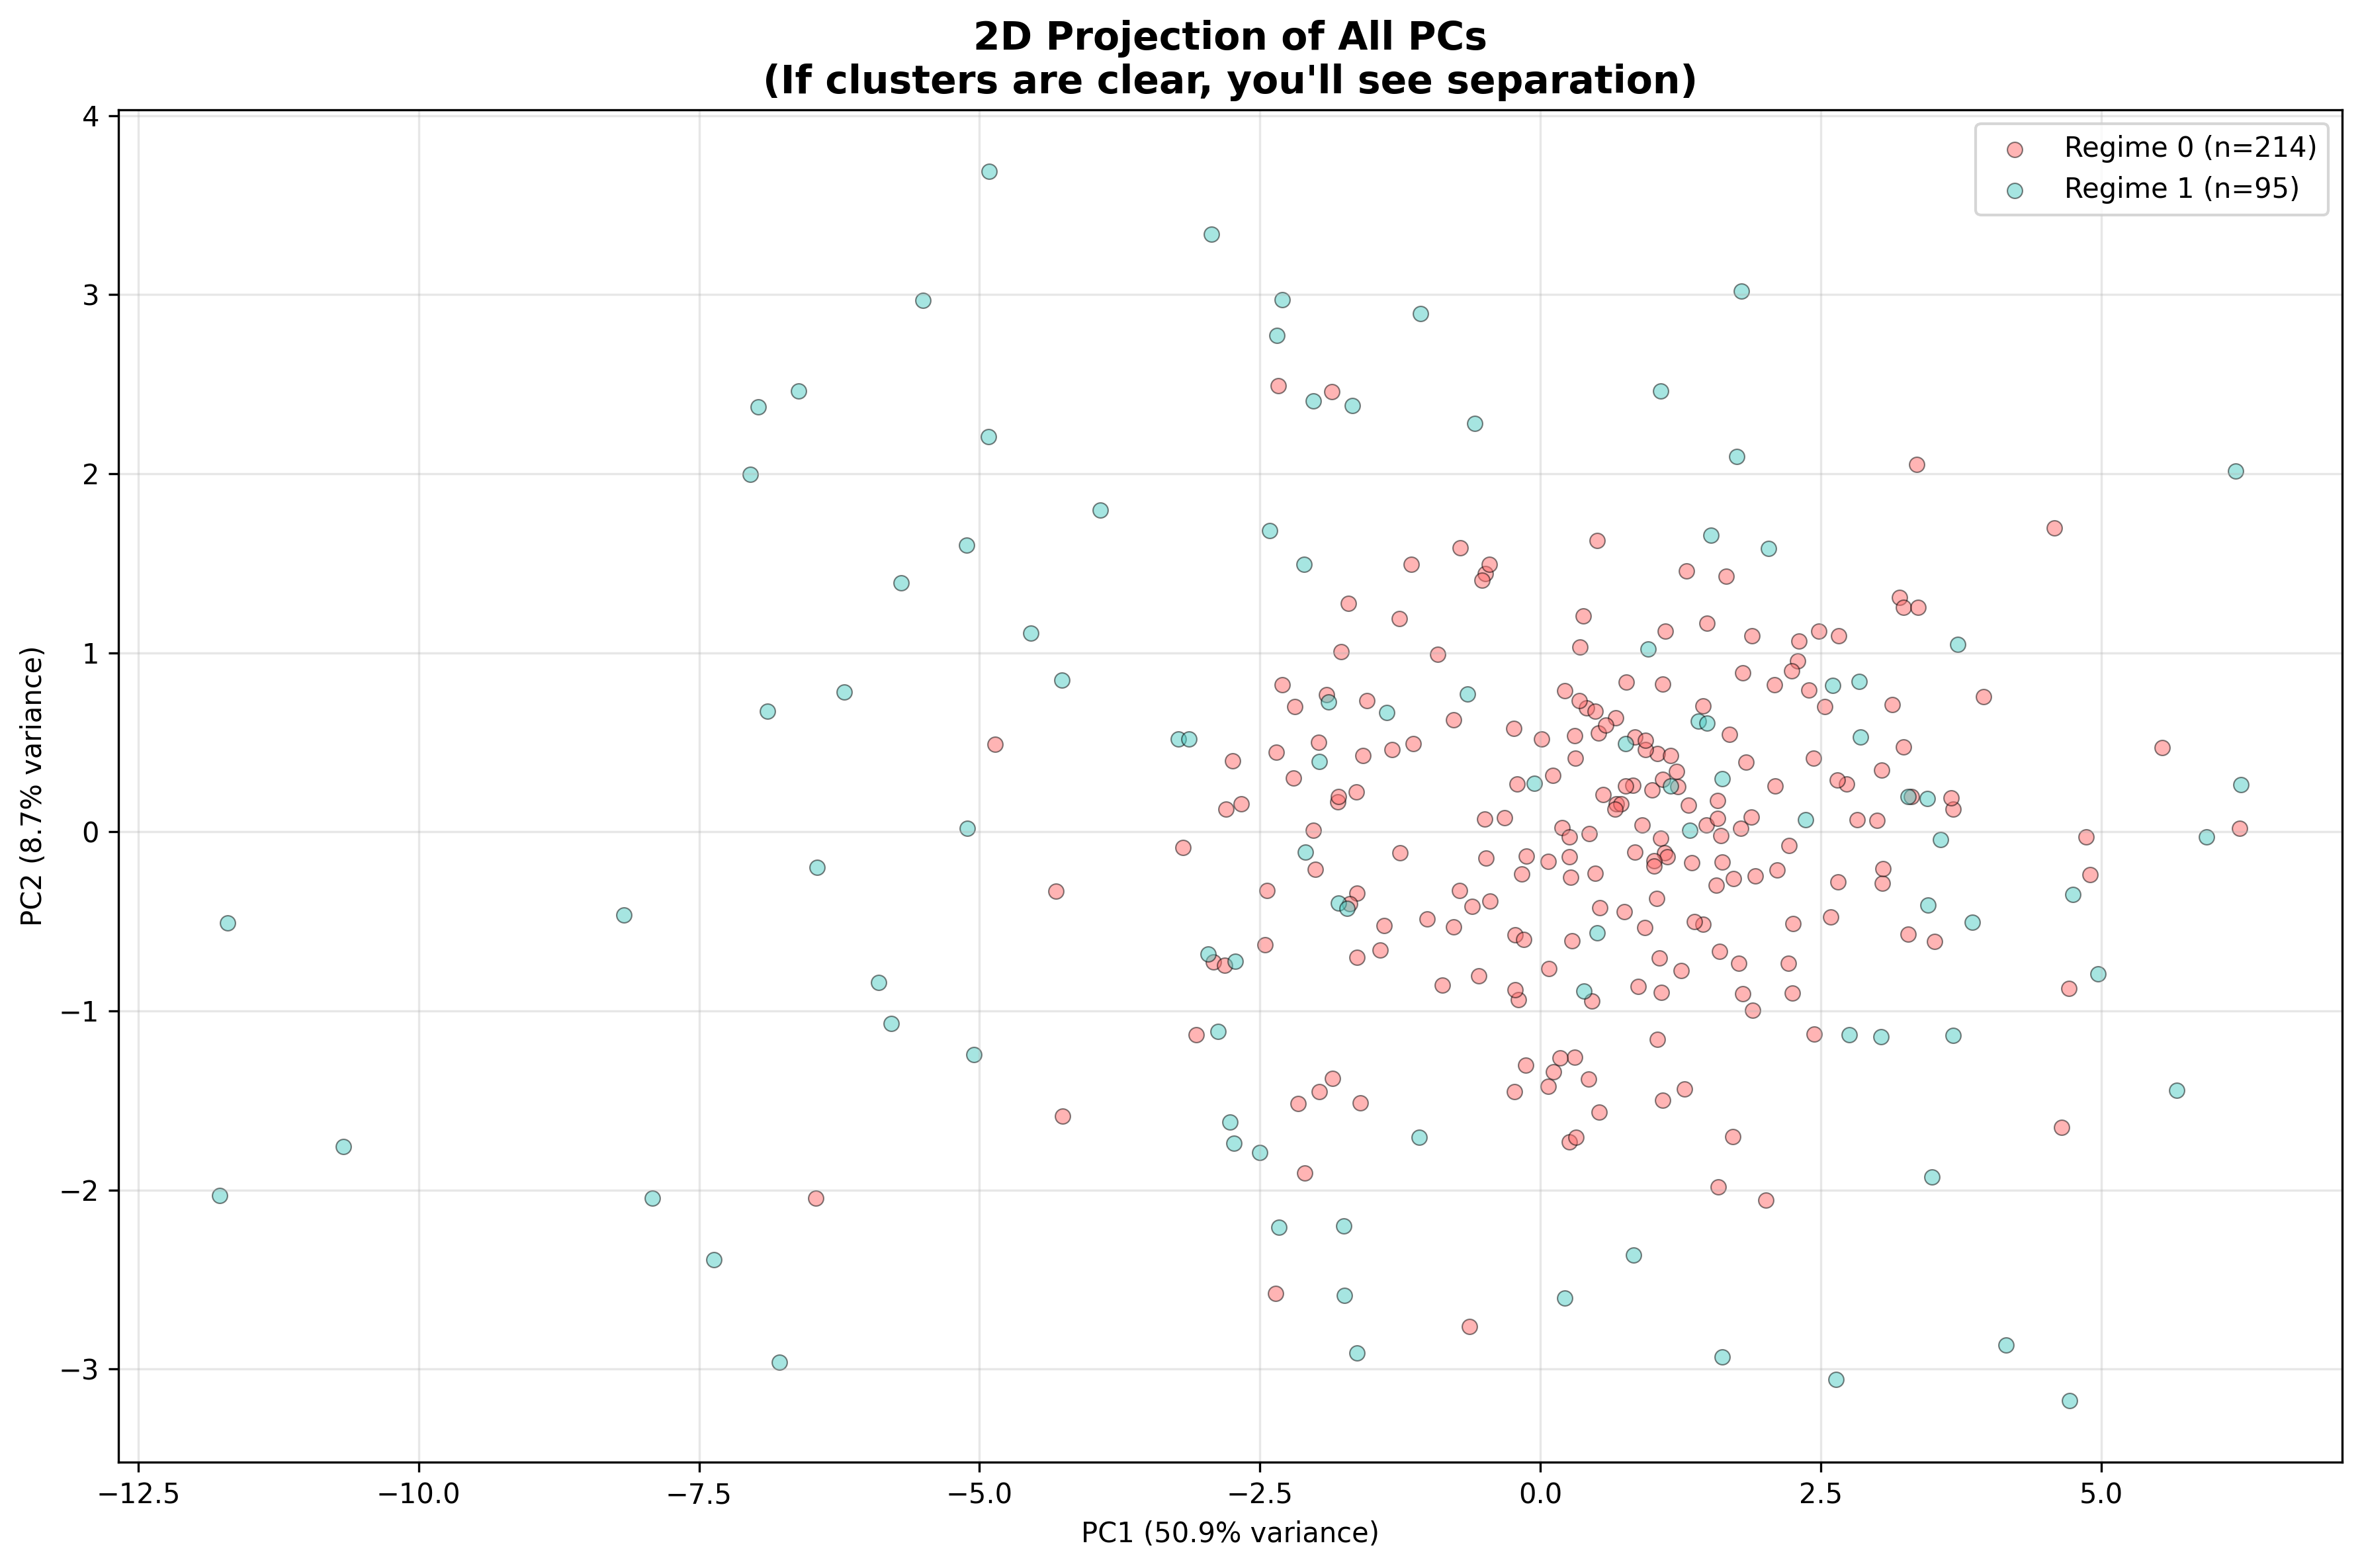 2D Projection of All PCs
(If clusters are clear, you'll see separation)
Regime 0 (n=214)
Regime 1 (n=95)
4
3
2
1
0
−1
−2
−3
PC2 (8.7% variance)
−12.5
−10.0
−7.5
−5.0
−2.5
0.0
2.5
5.0
PC1 (50.9% variance)